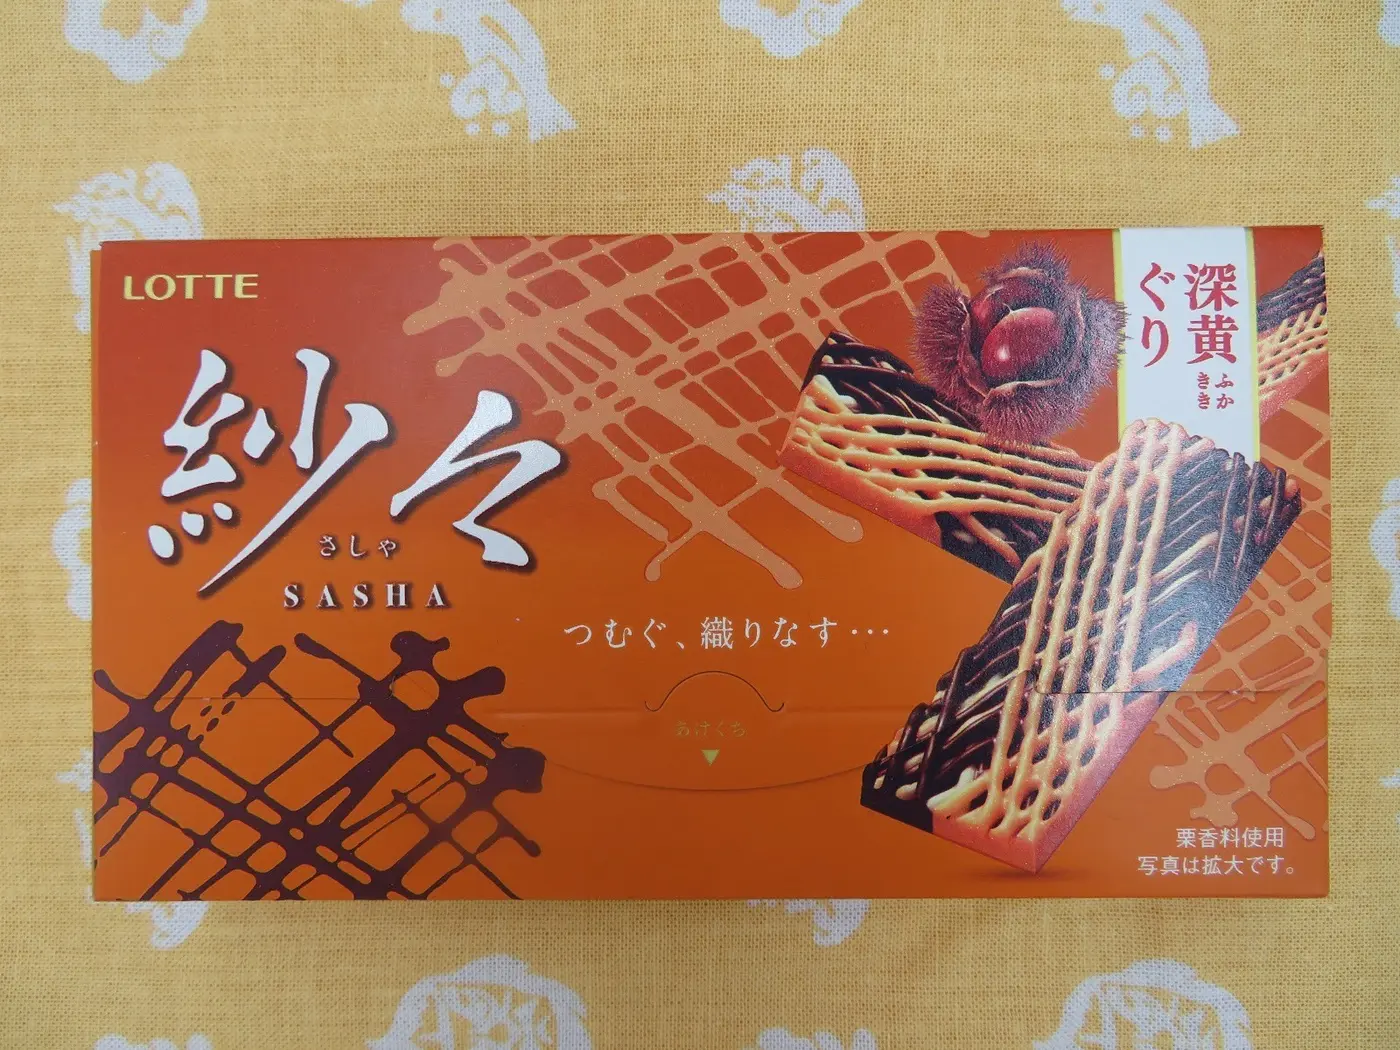 LOTTE
紗々
さしゃ
SASHA
つむぐ、織りなす…
あけくち
深黄
ふかきき
ぐり
栗香料使用
写真は拡大です。